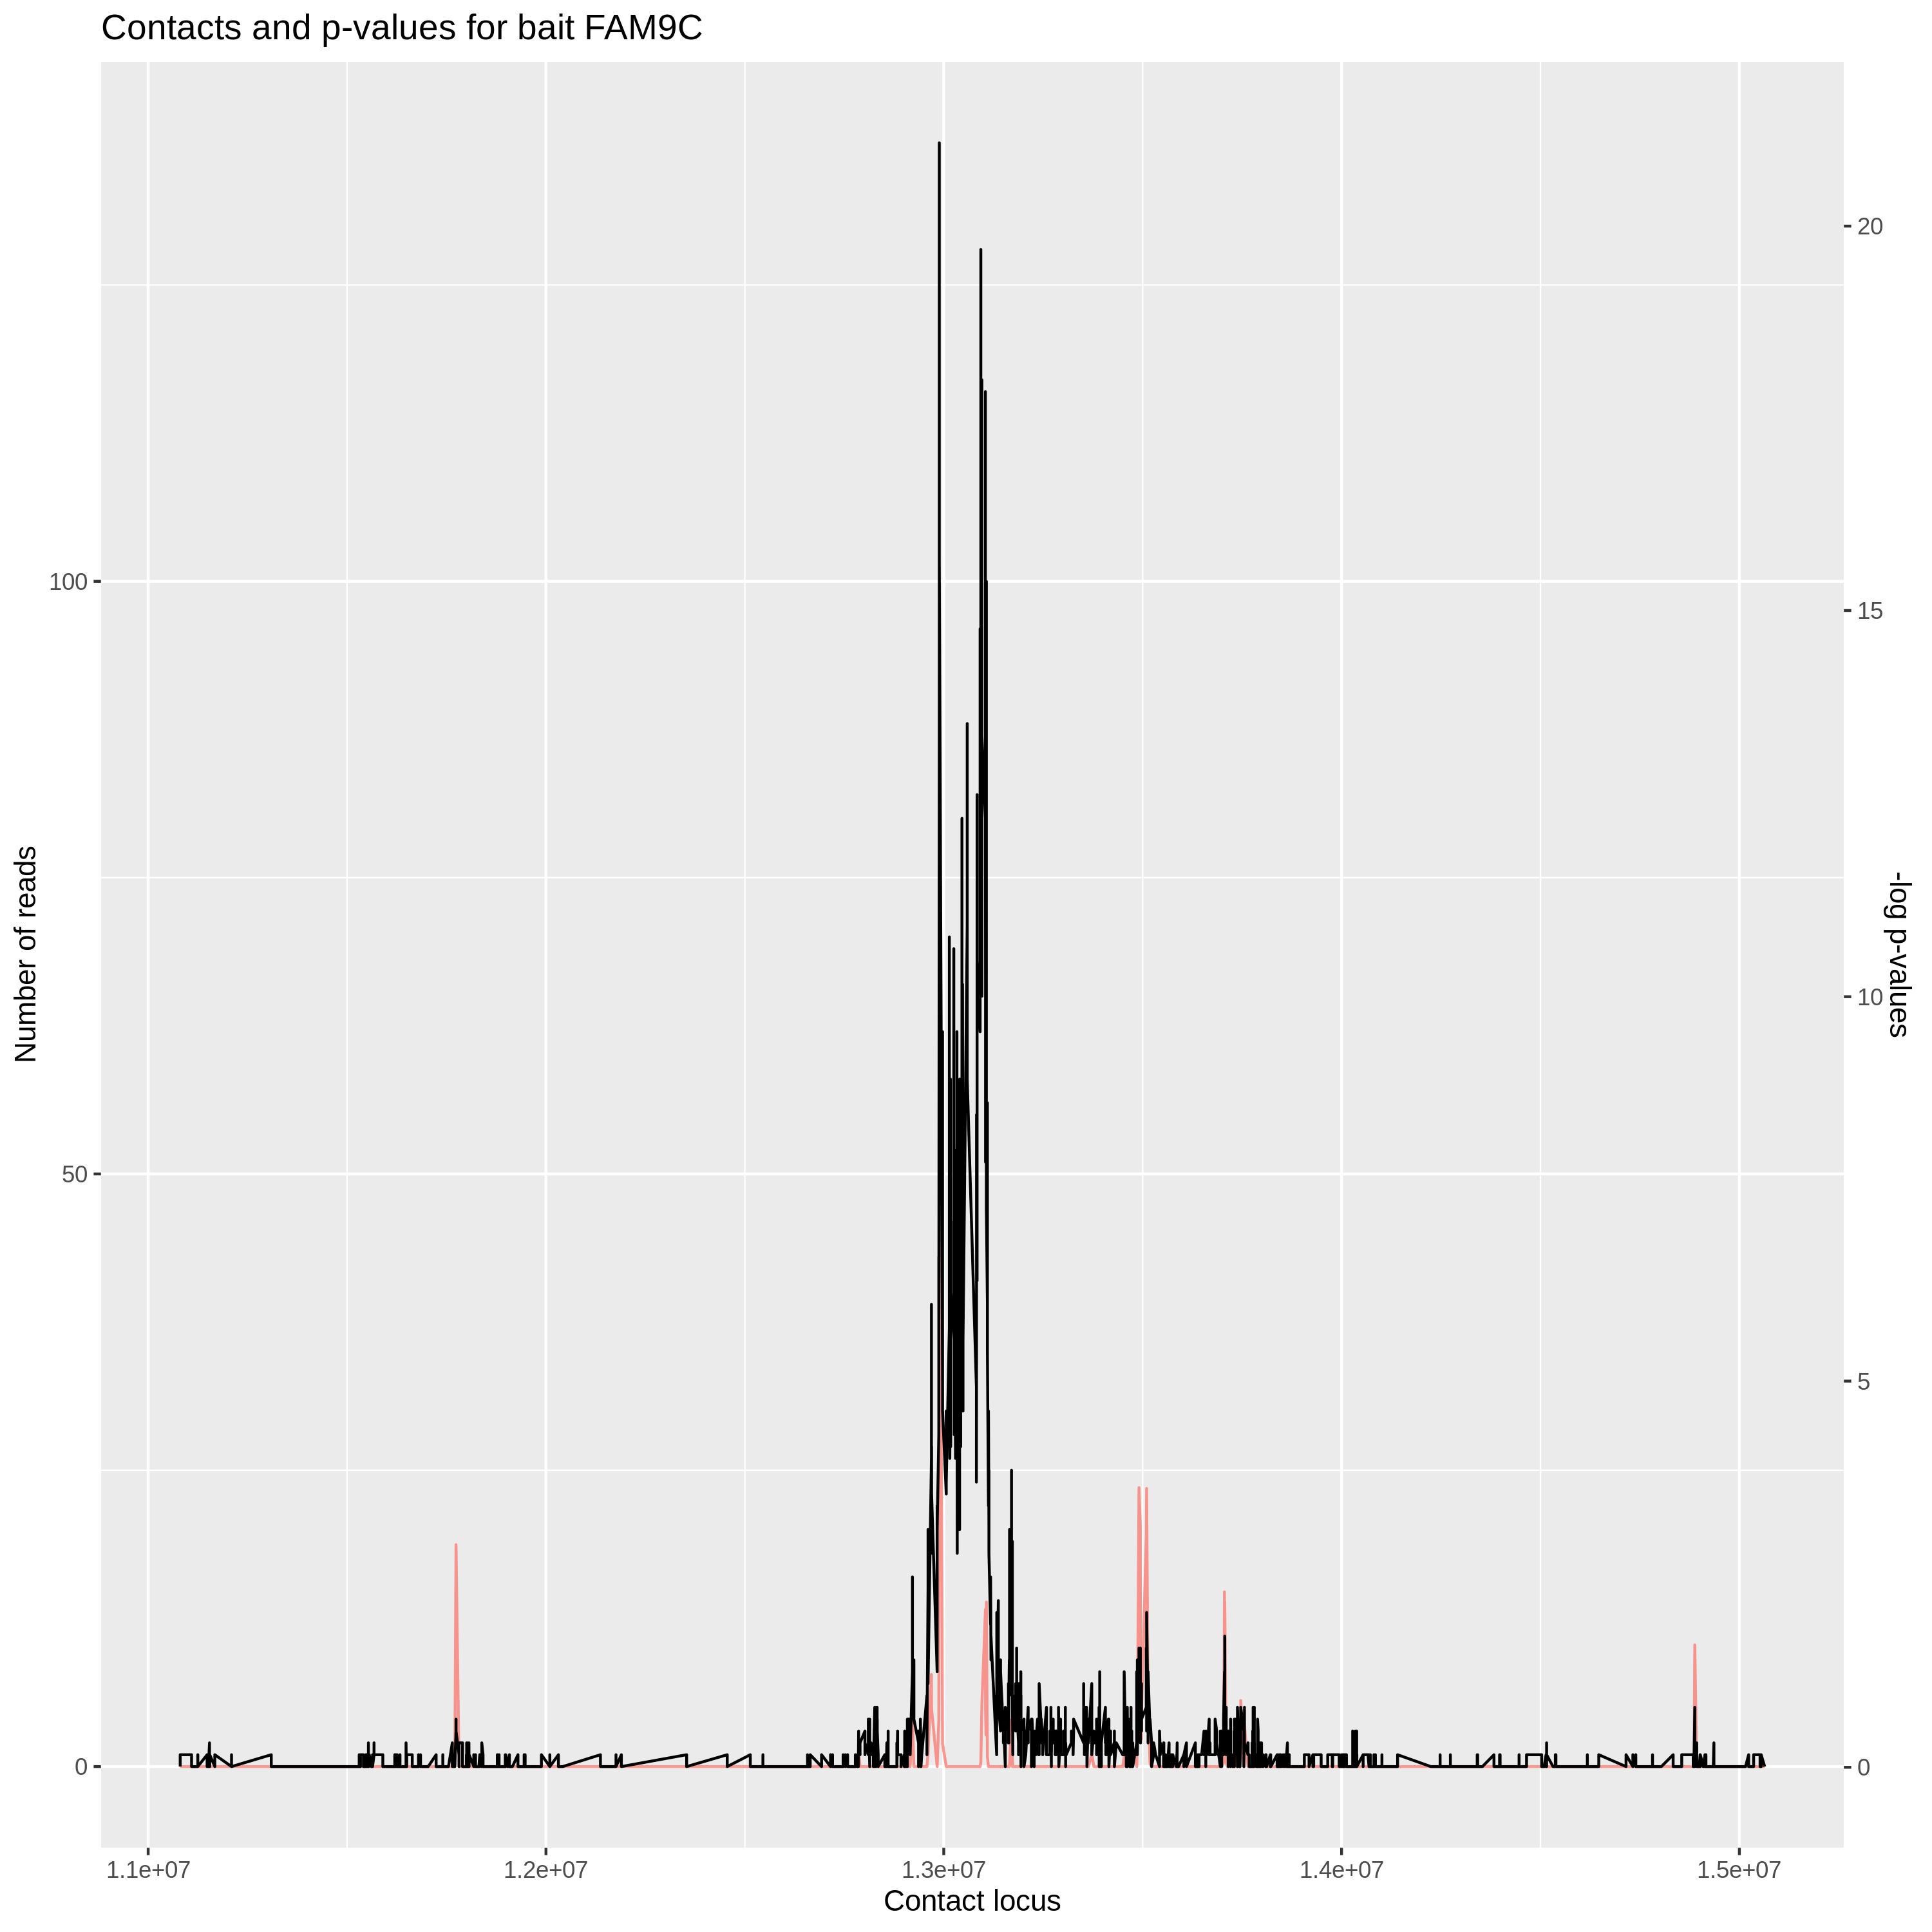 Contacts and p-values for bait FAM9C
Number of reads
100
50
0
20
15
10
5
0
-log p-values
1.1e+07
1.2e+07
1.3e+07
1.4e+07
1.5e+07
Contact locus